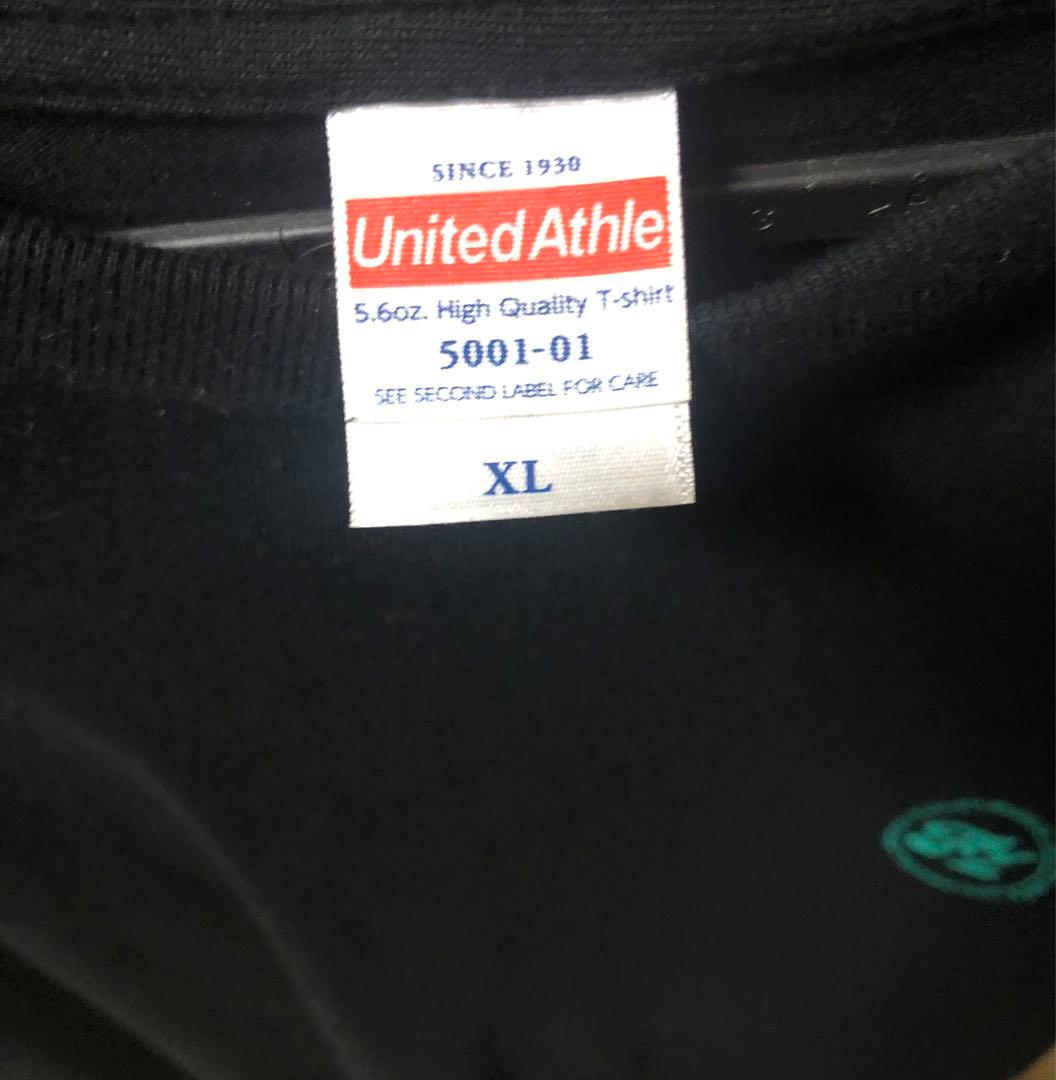 SINCE 1930
United Athle
5.6oz. High Quality T-shirt
5001-01
SEE SECOND LABEL FOR CARE
XL